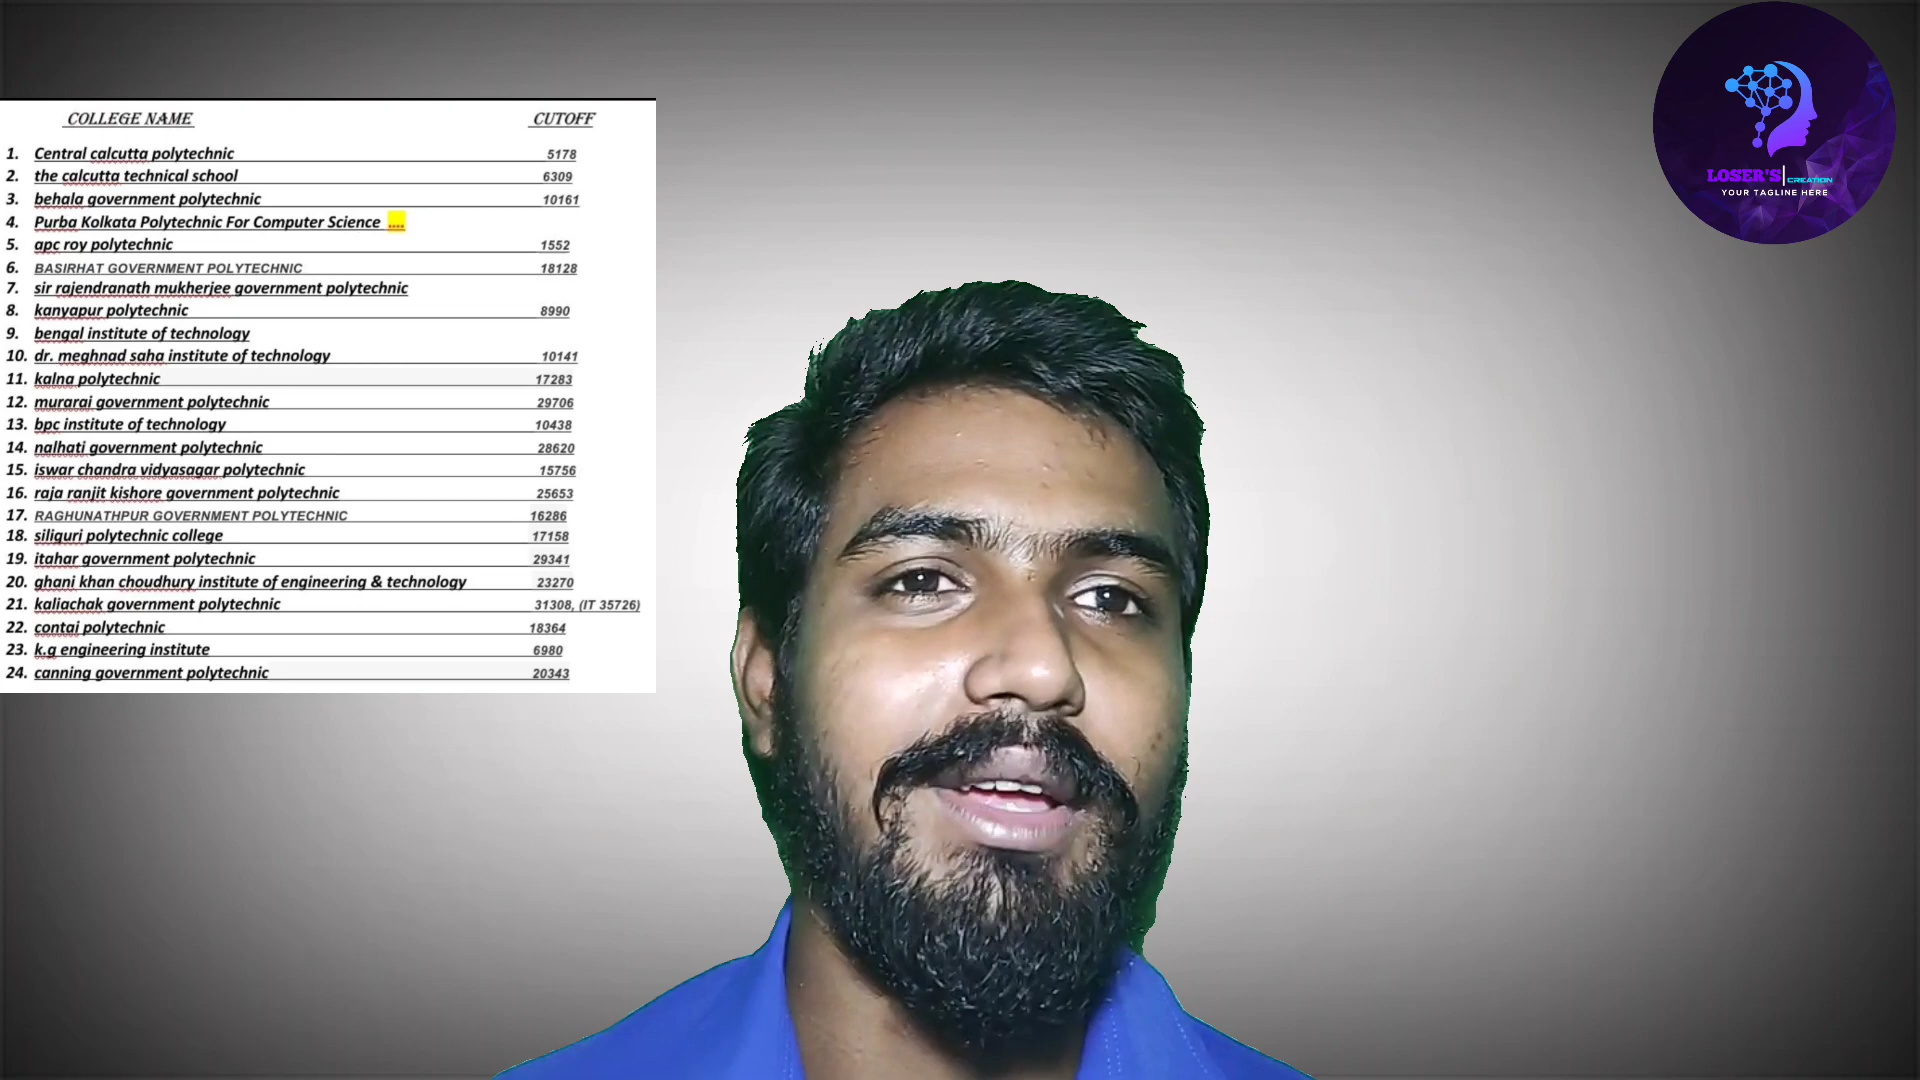 COLLEGE NAME CUTOFF
1. Central calcutta polytechnic 5178
2. the calcutta technical school 6309
3. behala government polytechnic 10161
4. Purba Kolkata Polytechnic For Computer Science ....
5. apc roy polytechnic 1552
6. BASIRHAT GOVERNMENT POLYTECHNIC 18128
7. sir rajendranath mukherjee government polytechnic
8. kanyapur polytechnic 8990
9. bengal institute of technology
10. dr. meghnad saha institute of technology 10141
11. kalna polytechnic 17283
12. murarai government polytechnic 29706
13. bpc institute of technology 10438
14. nalhati government polytechnic 28620
15. iswar chandra vidyasagar polytechnic 15756
16. raja ranjit kishore government polytechnic 25653
17. RAGHUNATHPUR GOVERNMENT POLYTECHNIC 16286
18. siliguri polytechnic college 17158
19. itahar government polytechnic 29341
20. ghani khan choudhury institute of engineering & technology 23270
21. kaliachak government polytechnic 31308, (IT 35726)
22. contai polytechnic 18364
23. k.g engineering institute 6980
24. canning government polytechnic 20343
LOSER'S CREATION
YOUR TAGLINE HERE